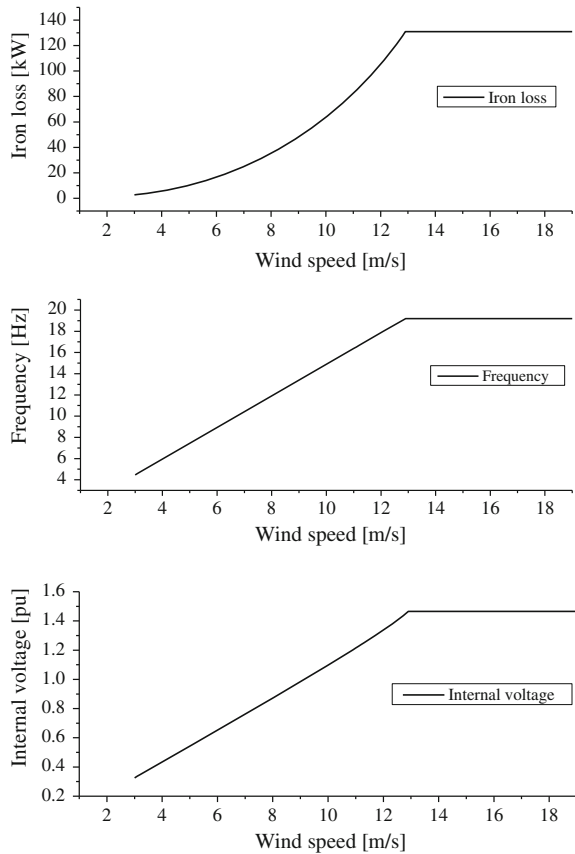 140
120
100
80
60
40
20
0
Iron loss [kW]
Iron loss
2 4 6 8 10 12 14 16 18
Wind speed [m/s]
20
18
16
14
12
10
8
6
4
Frequency [Hz]
Frequency
2 4 6 8 10 12 14 16 18
Wind speed [m/s]
1.6
1.4
1.2
1.0
0.8
0.6
0.4
0.2
Internal voltage [pu]
Internal voltage
2 4 6 8 10 12 14 16 18
Wind speed [m/s]